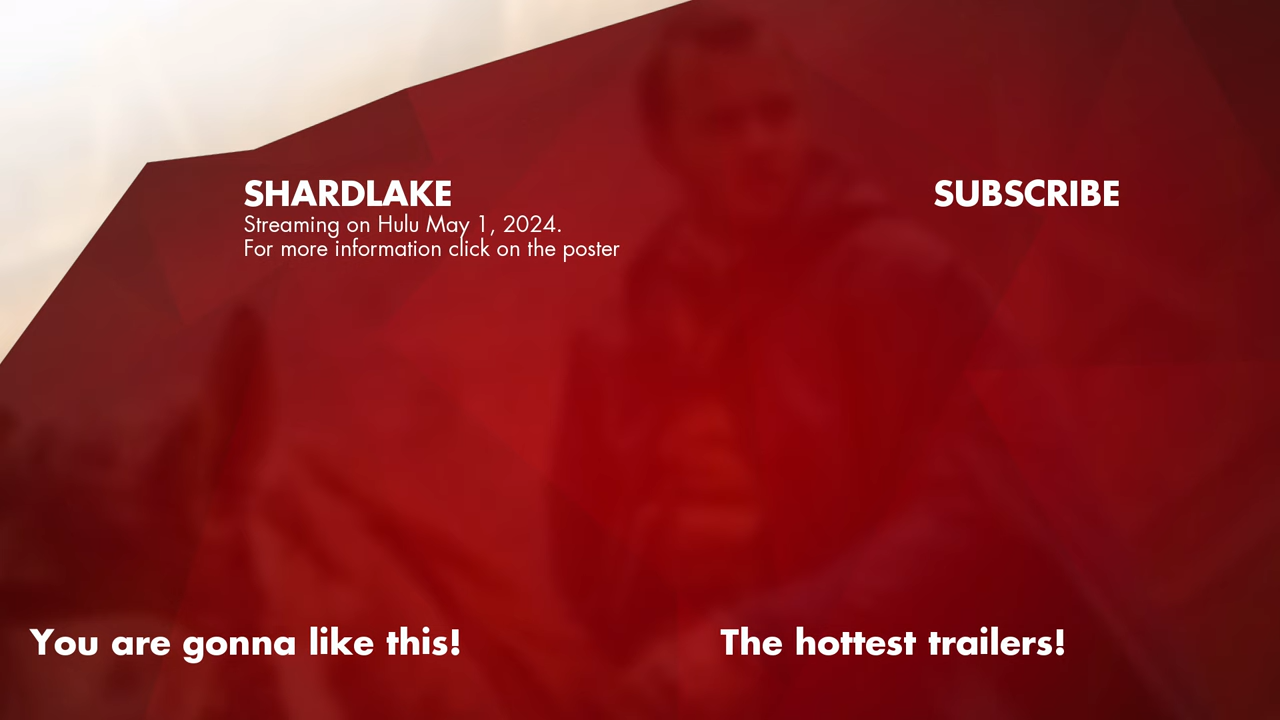 SHARDLAKE
Streaming on Hulu May 1, 2024.
For more information click on the poster
SUBSCRIBE
You are gonna like this!
The hottest trailers!